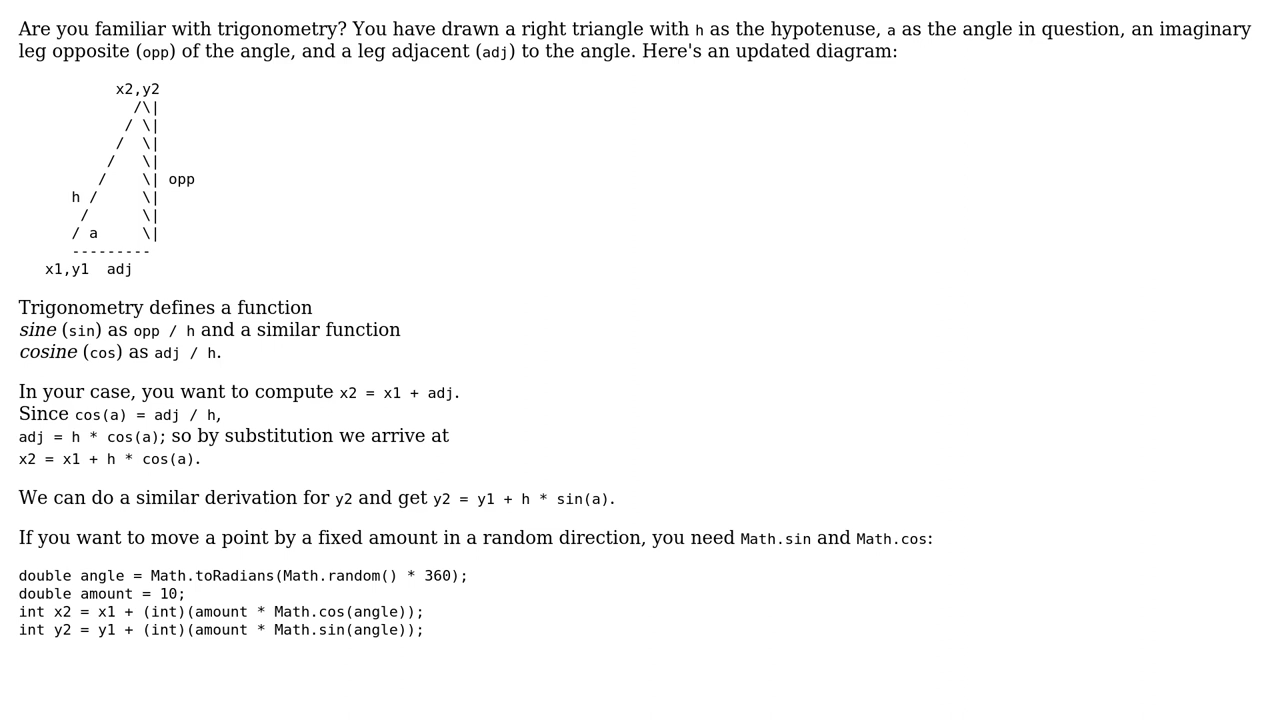 Are you familiar with trigonometry? You have drawn a right triangle with h as the hypotenuse, a as the angle in question, an imaginary
leg opposite (opp) of the angle, and a leg adjacent (adj) to the angle. Here's an updated diagram:
           x2,y2
             /\|
            / \|
           /  \|
          /   \|
         /    \| opp
      h /     \|
       /      \|
      / a     \|
      ---------
   x1,y1  adj
Trigonometry defines a function
sine (sin) as opp / h and a similar function
cosine (cos) as adj / h.
In your case, you want to compute x2 = x1 + adj.
Since cos(a) = adj / h,
adj = h * cos(a); so by substitution we arrive at
x2 = x1 + h * cos(a).
We can do a similar derivation for y2 and get y2 = y1 + h * sin(a).
If you want to move a point by a fixed amount in a random direction, you need Math.sin and Math.cos:
double angle = Math.toRadians(Math.random() * 360);
double amount = 10;
int x2 = x1 + (int)(amount * Math.cos(angle));
int y2 = y1 + (int)(amount * Math.sin(angle));